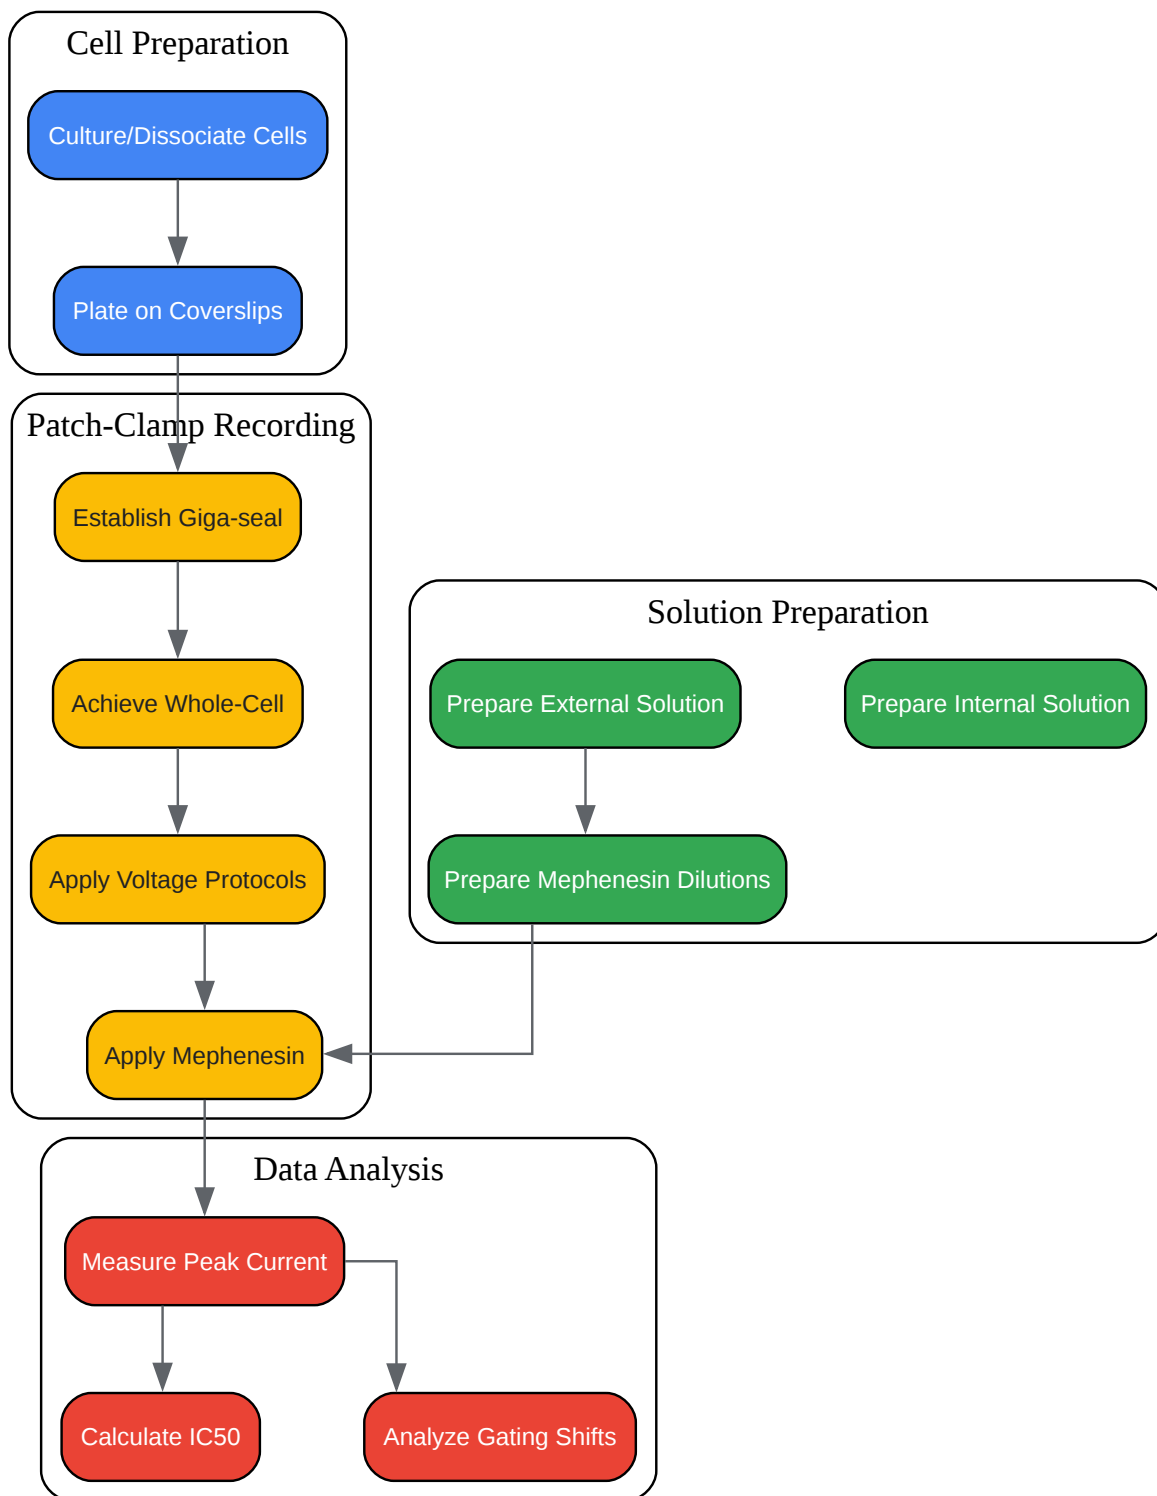 Cell Preparation
Culture/Dissociate Cells
Plate on Coverslips
Patch-Clamp Recording
Establish Giga-seal
Achieve Whole-Cell
Apply Voltage Protocols
Apply Mephenesin
Solution Preparation
Prepare External Solution
Prepare Internal Solution
Prepare Mephenesin Dilutions
Data Analysis
Measure Peak Current
Calculate IC50
Analyze Gating Shifts